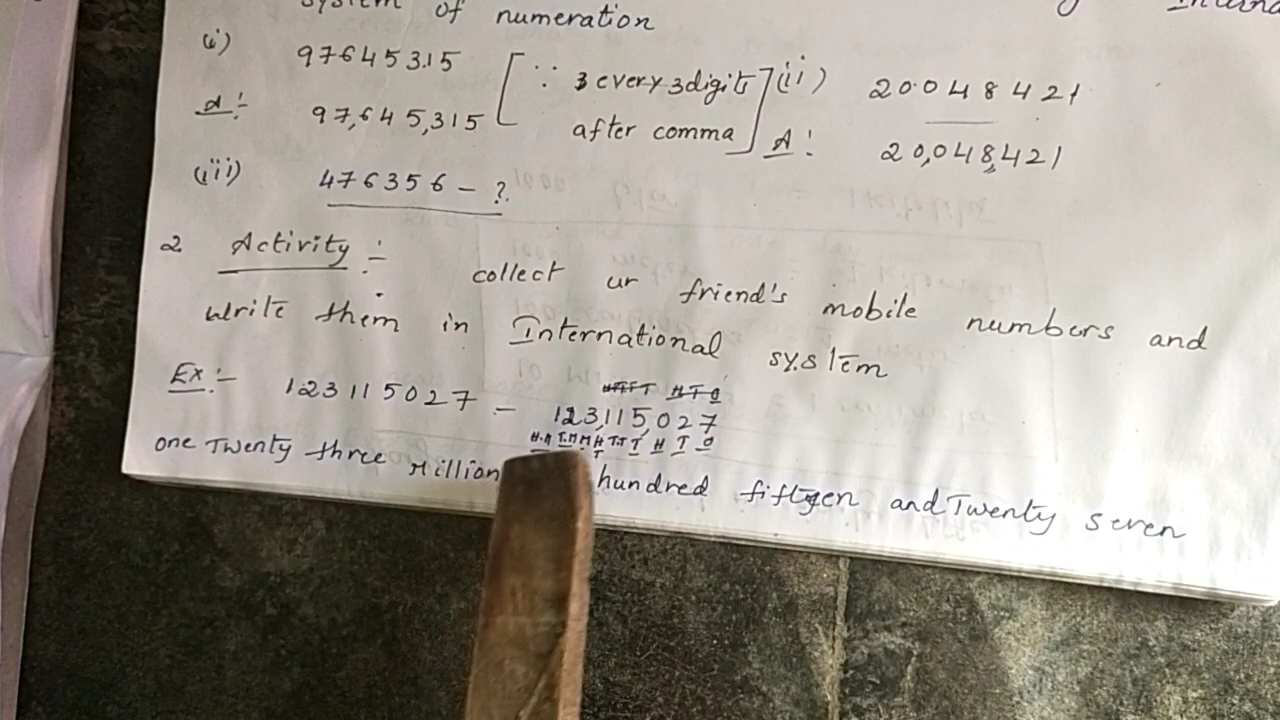 system of numeration
(i) 97645315 [ ∵ 3 every 3 digits ] (ii) 20048421
A:- 97,645,315 after comma A: 20,048,421
(iii) 476356 - ?
2 Activity :- collect ur friend's mobile numbers and
write them in International system
Ex:- 123115027 - 123,115,027
H.M T.M M H.T T.T T H T O
one Twenty three Million hundred fifteen and Twenty seven